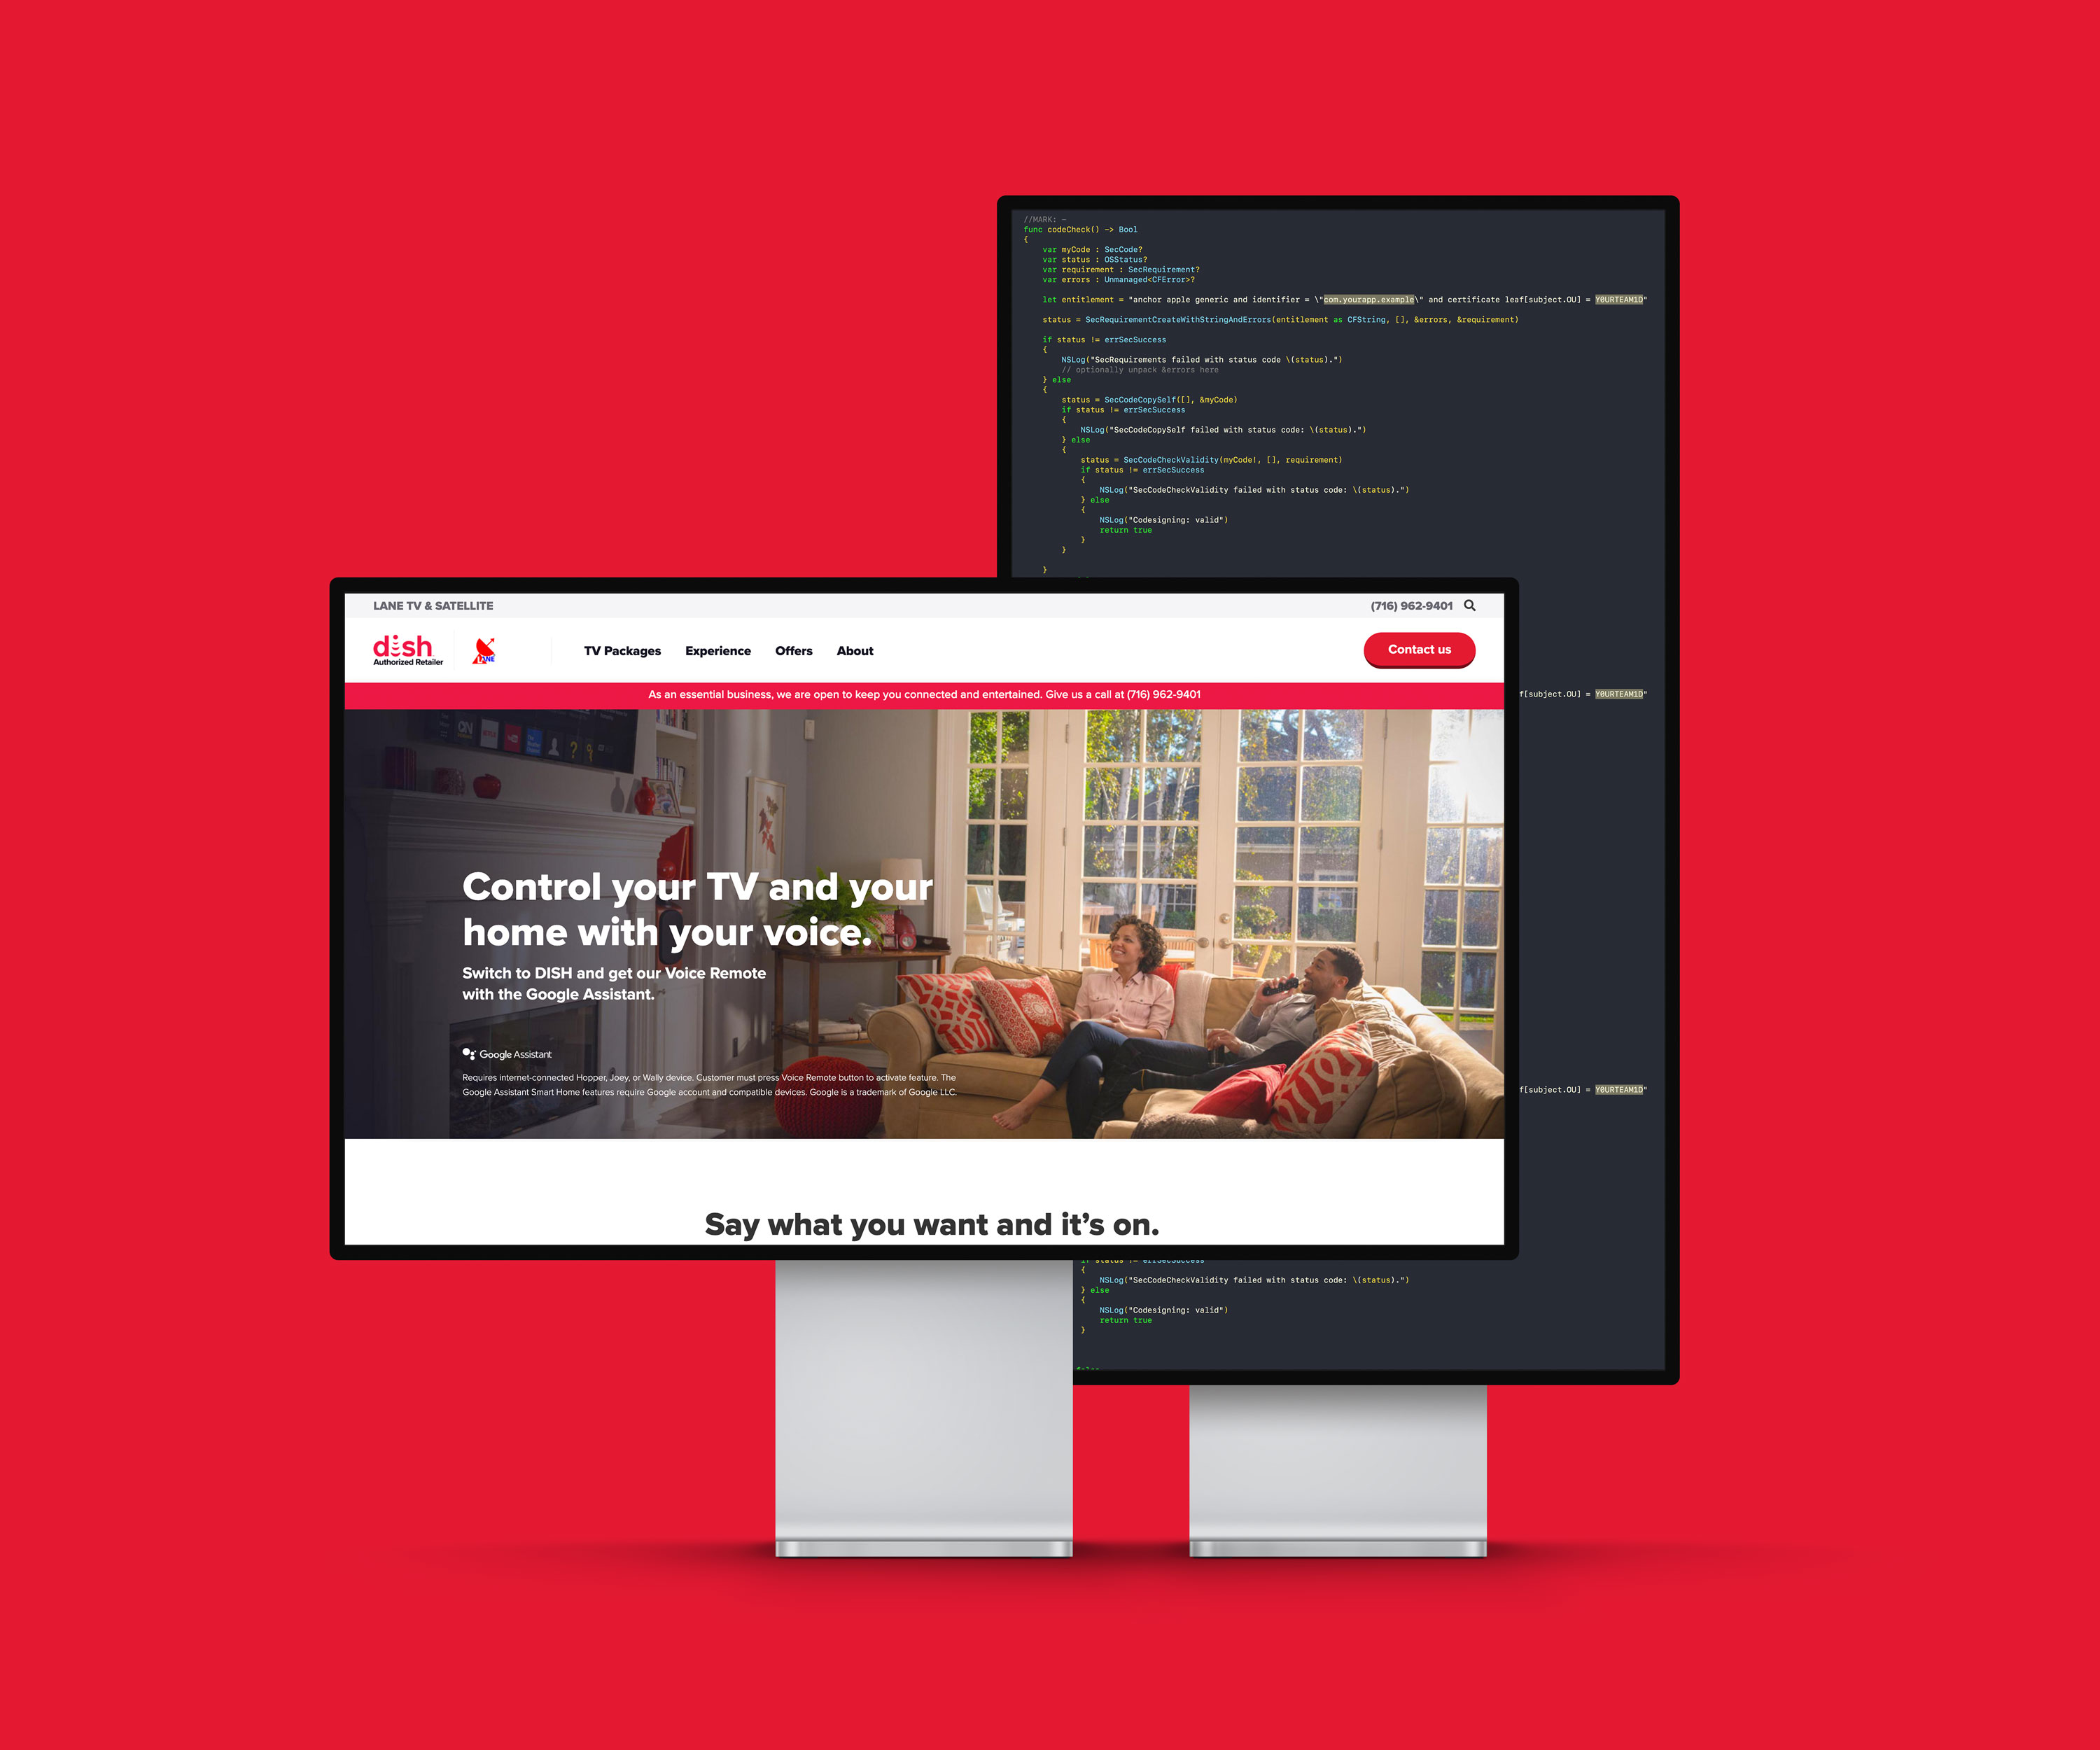 //MARK: -
func codeCheck() -> Bool
{
var myCode : SecCode?
var status : OSStatus?
var requirement : SecRequirement?
var errors : Unmanaged<CFError>?
let entitlement = "anchor apple generic and identifier = \"com.yourapp.example\" and certificate leaf[subject.OU] = Y0URTEAM1D"
status = SecRequirementCreateWithStringAndErrors(entitlement as CFString, [], &errors, &requirement)
if status != errSecSuccess
{
NSLog("SecRequirements failed with status code \(status).")
// optionally unpack &errors here
} else
{
status = SecCodeCopySelf([], &myCode)
if status != errSecSuccess
{
NSLog("SecCodeCopySelf failed with status code: \(status).")
} else
{
status = SecCodeCheckValidity(myCode!, [], requirement)
if status != errSecSuccess
{
NSLog("SecCodeCheckValidity failed with status code: \(status).")
} else
{
NSLog("Codesigning: valid")
return true
}
}
}
LANE TV & SATELLITE
(716) 962-9401
dish
Authorized Retailer
LANE
TV Packages Experience Offers About
Contact us
As an essential business, we are open to keep you connected and entertained. Give us a call at (716) 962-9401
f[subject.OU] = Y0URTEAM1D"
Control your TV and your
home with your voice.
Switch to DISH and get our Voice Remote
with the Google Assistant.
Google Assistant
Requires internet-connected Hopper, Joey, or Wally device. Customer must press Voice Remote button to activate feature. The
Google Assistant Smart Home features require Google account and compatible devices. Google is a trademark of Google LLC.
f[subject.OU] = Y0URTEAM1D"
Say what you want and it's on.
if status != errSecSuccess
{
NSLog("SecCodeCheckValidity failed with status code: \(status).")
} else
{
NSLog("Codesigning: valid")
return true
}